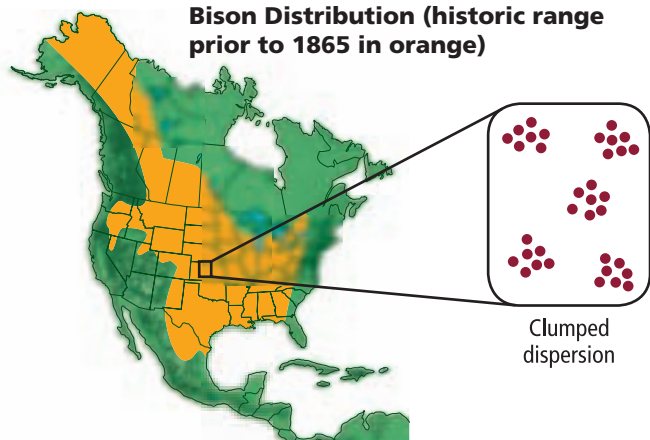 Bison Distribution (historic range
prior to 1865 in orange)
Clumped
dispersion